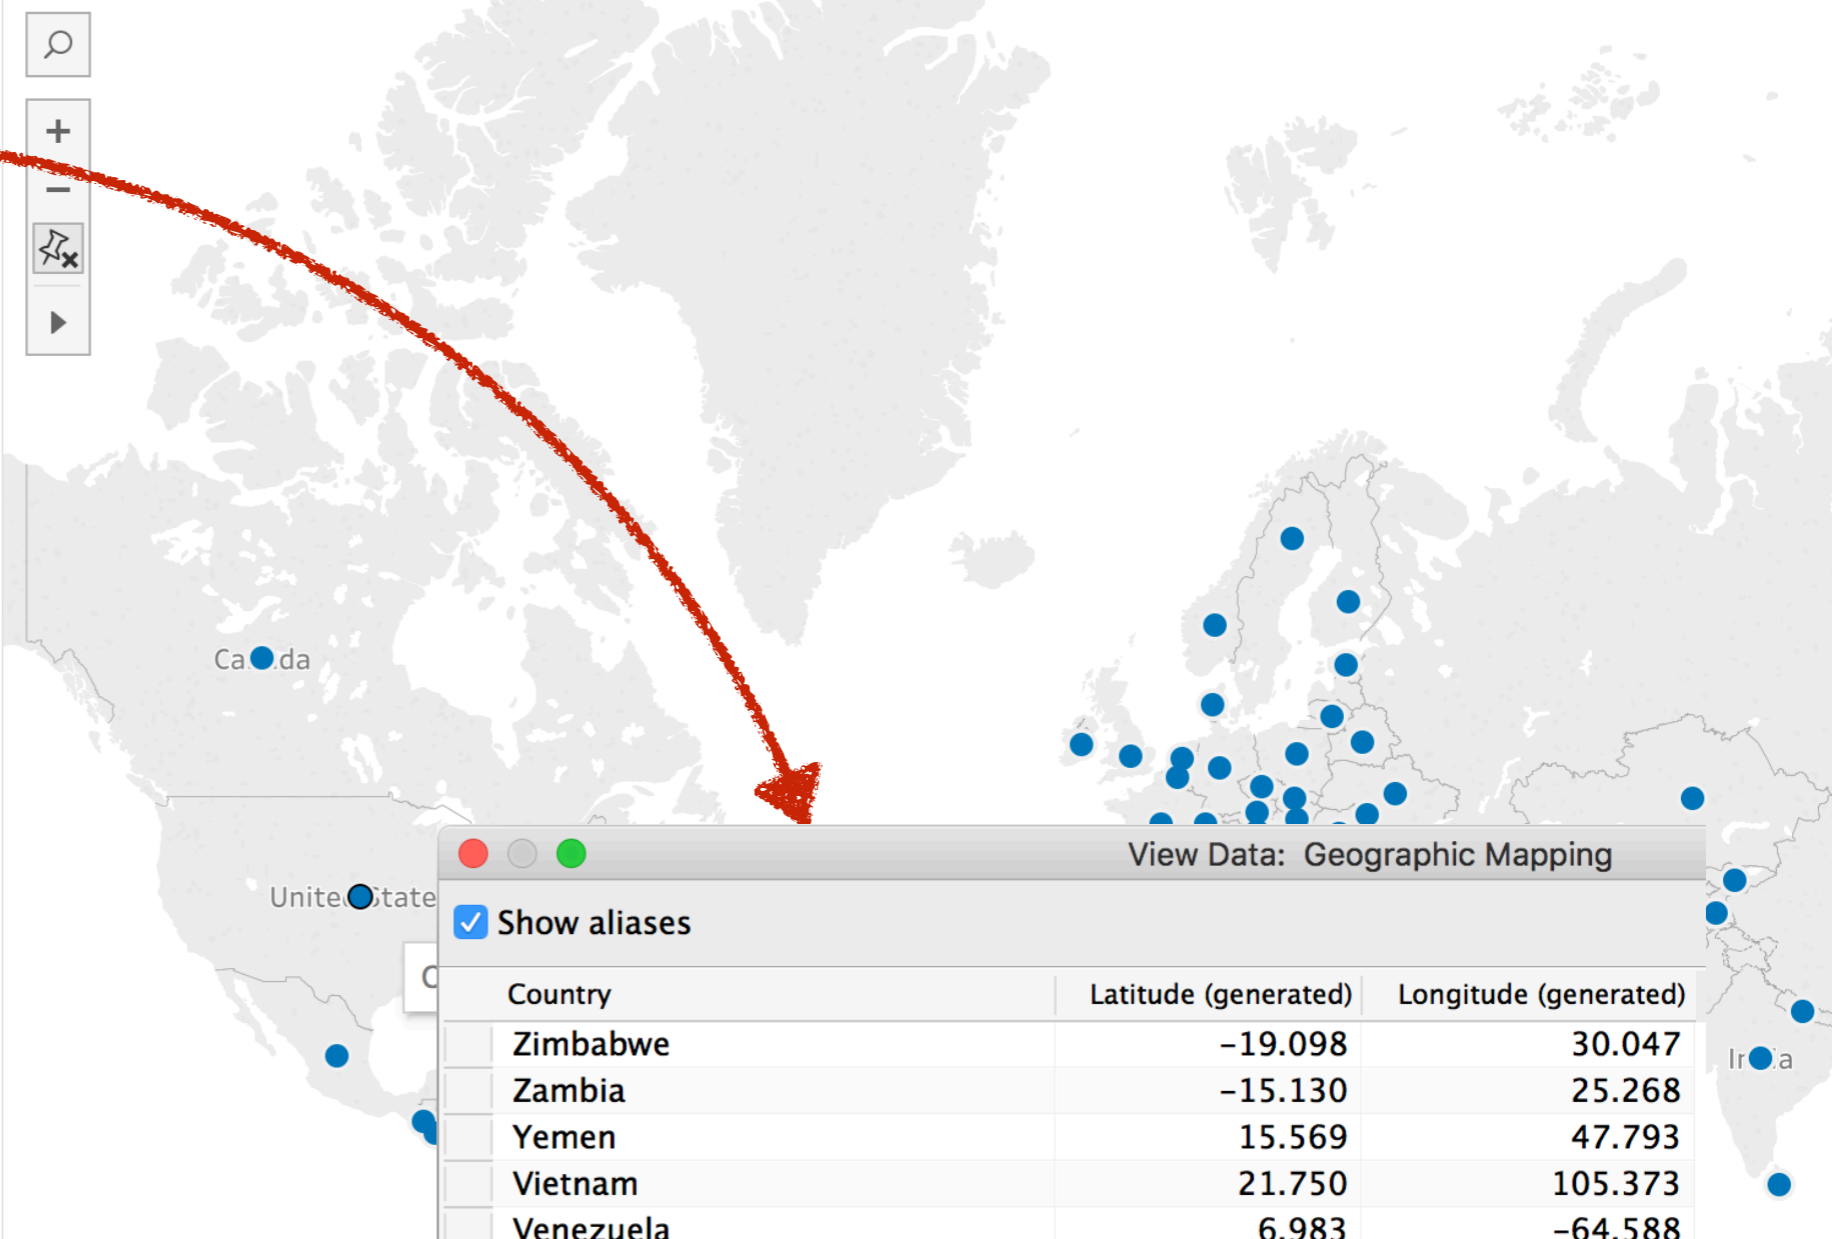 Ca da
Unite State
View Data: Geographic Mapping
Show aliases
C
Country Latitude (generated) Longitude (generated)
Zimbabwe -19.098 30.047
Zambia -15.130 25.268
Yemen 15.569 47.793
In a
Vietnam 21.750 105.373
Venezuela 6.983 -64.588